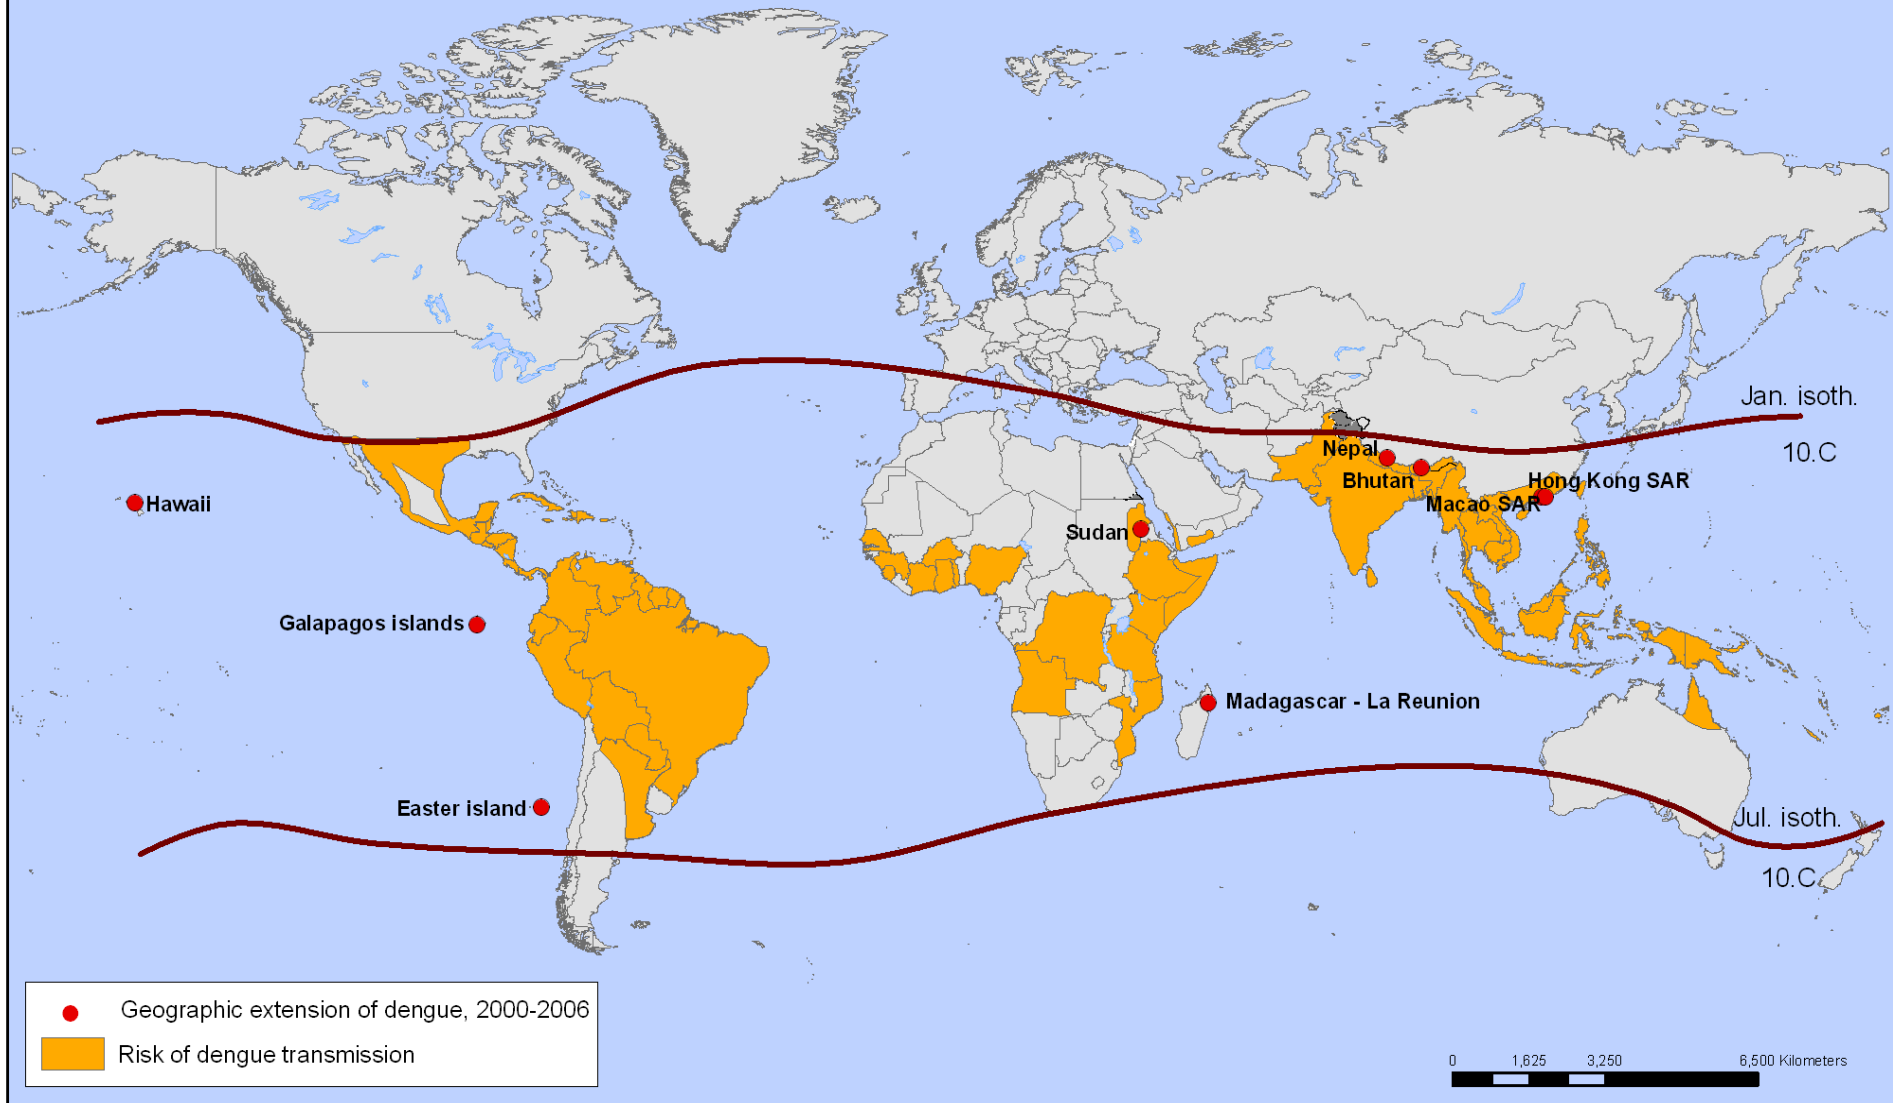 Jan. isoth.
10.C
Nepal
Bhutan
Hong Kong SAR
Macao SAR
Hawaii
Sudan
Galapagos islands
Madagascar - La Reunion
Easter island
Jul. isoth.
10.C
Geographic extension of dengue, 2000-2006
Risk of dengue transmission
0 1,625 3,250 6,500 Kilometers